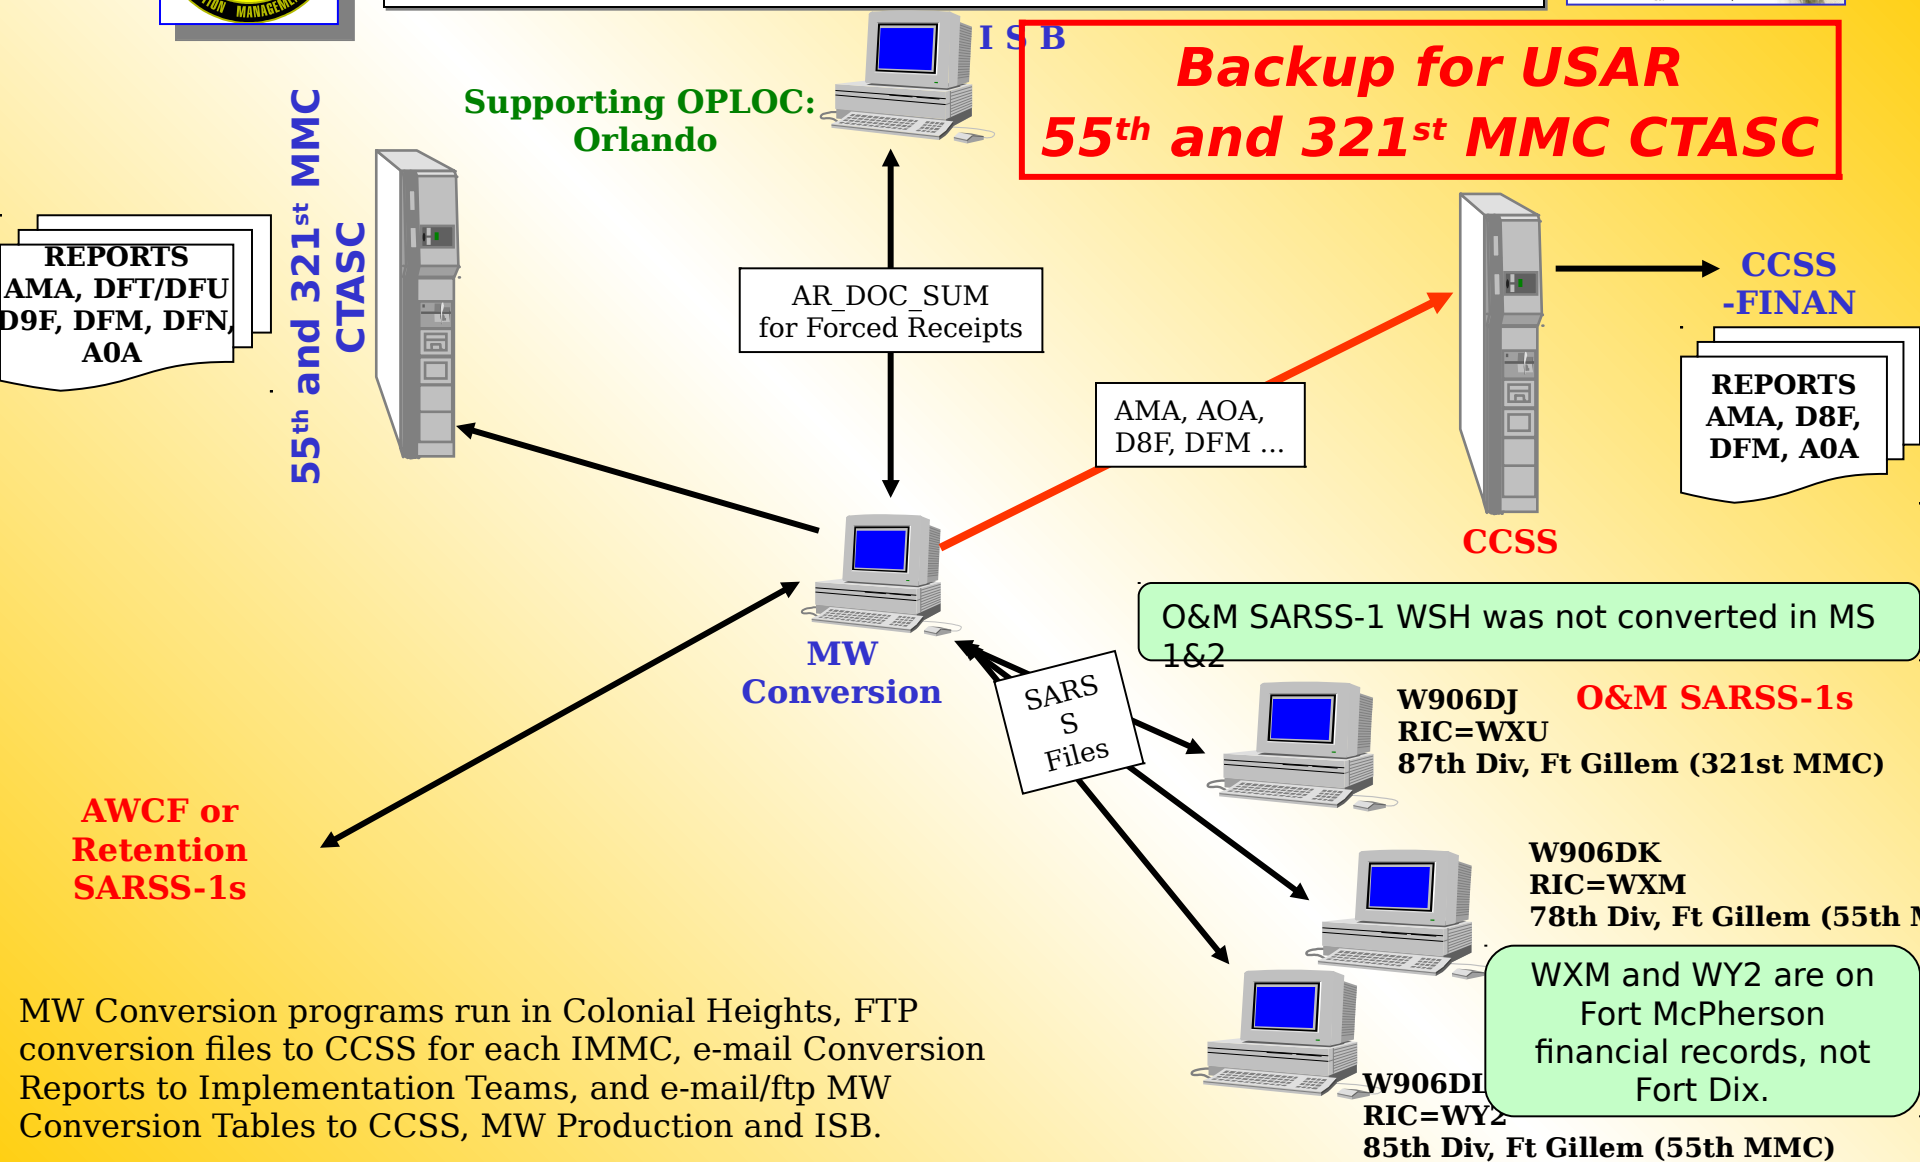 TION MANAGEMENT
I S B
Backup for USAR
55th and 321st MMC CTASC
Supporting OPLOC:
Orlando
55th and 321st MMC
CTASC
REPORTS
AMA, DFT/DFU
D9F, DFM, DFN,
A0A
AR_DOC_SUM
for Forced Receipts
CCSS
-FINAN
REPORTS
AMA, D8F,
DFM, A0A
AMA, AOA,
D8F, DFM ...
CCSS
MW
Conversion
O&M SARSS-1 WSH was not converted in MS
1&2
SARS
S
Files
W906DJ
RIC=WXU
87th Div, Ft Gillem (321st MMC)
O&M SARSS-1s
AWCF or
Retention
SARSS-1s
W906DK
RIC=WXM
78th Div, Ft Gillem (55th
WXM and WY2 are on
Fort McPherson
financial records, not
Fort Dix.
W906DL
RIC=WY2
85th Div, Ft Gillem (55th MMC)
MW Conversion programs run in Colonial Heights, FTP
conversion files to CCSS for each IMMC, e-mail Conversion
Reports to Implementation Teams, and e-mail/ftp MW
Conversion Tables to CCSS, MW Production and ISB.